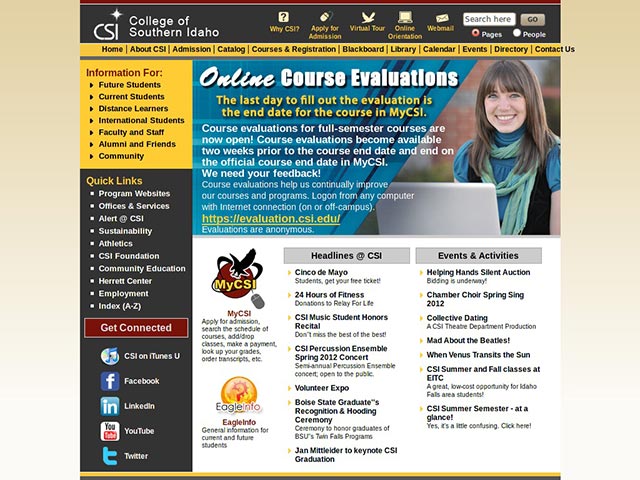 CSI College of
Southern Idaho
Why CSI?
Apply for
Admission
Virtual Tour
Online
Orientation
Webmail
Search here
GO
Pages People
Home | About CSI | Admission | Catalog | Courses & Registration | Blackboard | Library | Calendar | Events | Directory | Contact Us
Information For:
Future Students
Current Students
Distance Learners
International Students
Faculty and Staff
Alumni and Friends
Community
Quick Links
Program Websites
Offices & Services
Alert @ CSI
Sustainability
Athletics
CSI Foundation
Community Education
Herrett Center
Employment
Index (A-Z)
Get Connected
CSI on iTunes U
Facebook
LinkedIn
You Tube
YouTube
Twitter
Online Course Evaluations
The last day to fill out the evaluation is
the end date for the course in MyCSI.
Course evaluations for full-semester courses are
now open! Course evaluations become available
two weeks prior to the course end date and end on
the official course end date in MyCSI.
We need your feedback!
Course evaluations help us continually improve
our courses and programs. Logon from any computer
with Internet connection (on or off-campus).
https://evaluation.csi.edu/
Evaluations are anonymous.
MyCSI
MyCSI
Apply for admission,
search the schedule of
courses, add/drop
classes, make a payment,
look up your grades,
order transcripts, etc.
EagleInfo
EagleInfo
General information for
current and future
students
Headlines @ CSI
Cinco de Mayo
Students, get your free ticket!
24 Hours of Fitness
Donations to Relay For Life
CSI Music Student Honors
Recital
Don''t miss the best of the best!
CSI Percussion Ensemble
Spring 2012 Concert
Semi-annual Percussion Ensemble
concert; open to the public.
Volunteer Expo
Boise State Graduate''s
Recognition & Hooding
Ceremony
Ceremony to honor graduates of
BSU''s Twin Falls Programs
Jan Mittleider to keynote CSI
Graduation
Events & Activities
Helping Hands Silent Auction
Bidding is underway!
Chamber Choir Spring Sing
2012
Collective Dating
A CSI Theatre Department Production
Mad About the Beatles!
When Venus Transits the Sun
CSI Summer and Fall classes at
EITC
A great, low-cost opportunity for Idaho
Falls area students!
CSI Summer Semester - at a
glance!
Yes, it's a little confusing. Click here!